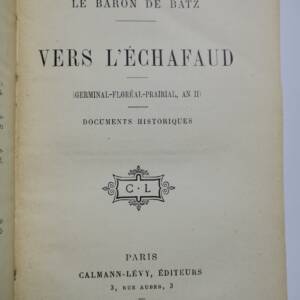 LE BARON DE BATZ
VERS L'ÉCHAFAUD
(GERMINAL-FLORÉAL-PRAIRIAL, AN II)
DOCUMENTS HISTORIQUES
C · L
PARIS
CALMANN-LÉVY, ÉDITEURS
3, RUE AUBER, 3